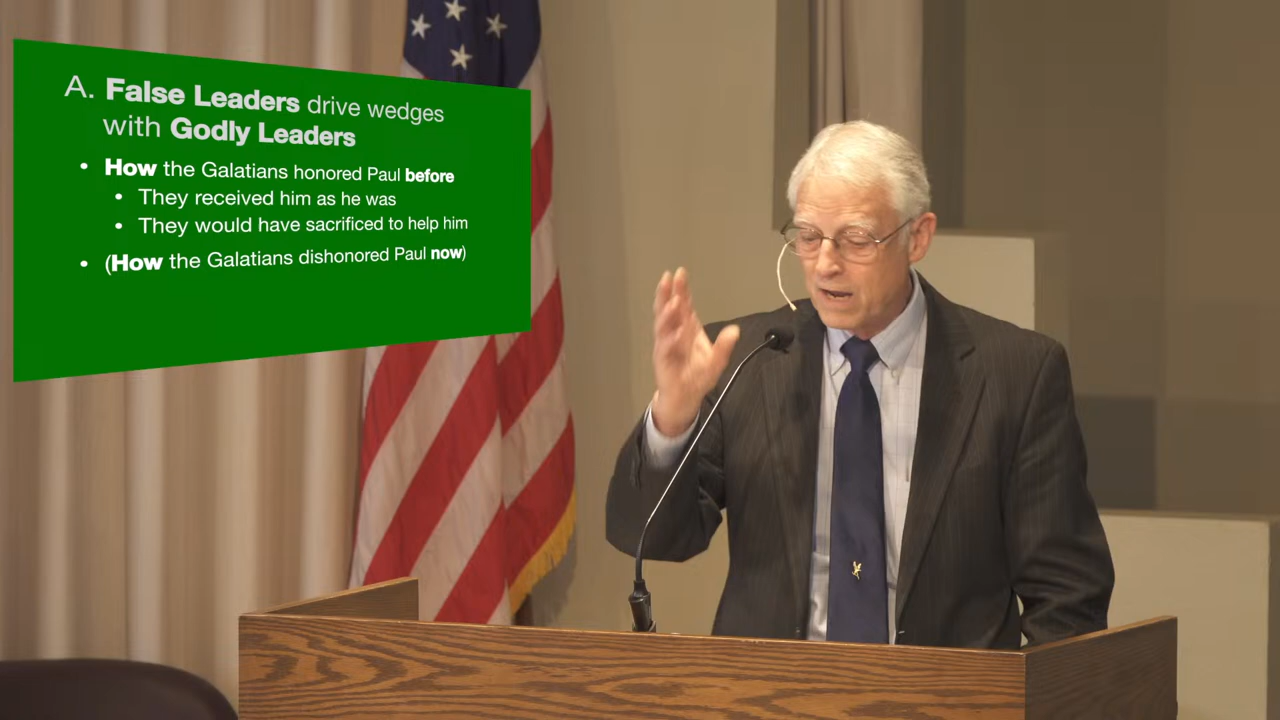 A. False Leaders drive wedges
with Godly Leaders
• How the Galatians honored Paul before
• They received him as he was
• They would have sacrificed to help him
• (How the Galatians dishonored Paul now)